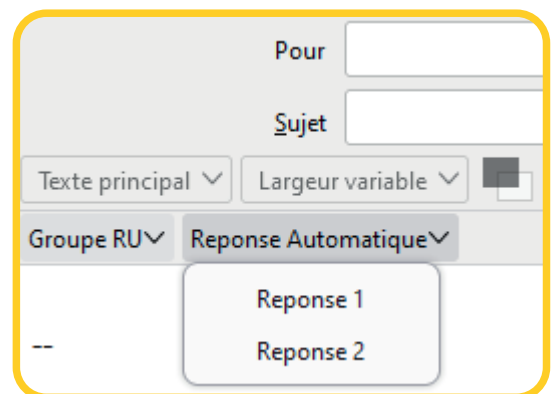 Pour
Sujet
Texte principal Largeur variable
Groupe RU Reponse Automatique
Reponse 1
-- Reponse 2